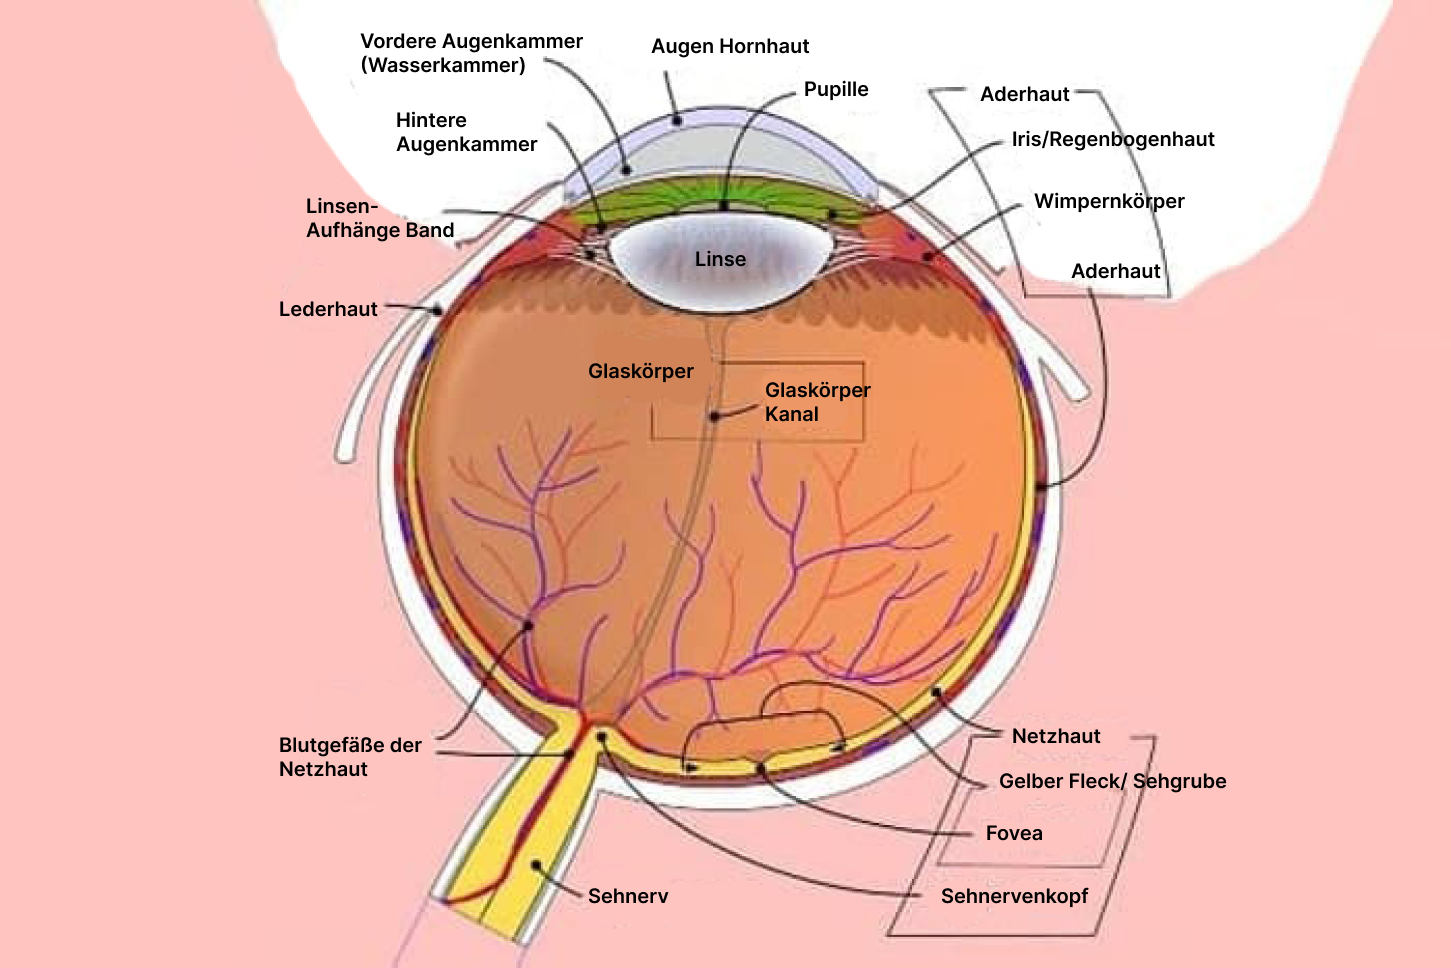 Vordere Augenkammer
(Wasserkammer)
Augen Hornhaut
Pupille
Aderhaut
Hintere
Augenkammer
Iris/Regenbogenhaut
Linsen-
Aufhänge Band
Wimpernkörper
Linse
Aderhaut
Lederhaut
Glaskörper
Glaskörper
Kanal
Blutgefäße der
Netzhaut
Netzhaut
Gelber Fleck/ Sehgrube
Fovea
Sehnerv
Sehnervenkopf